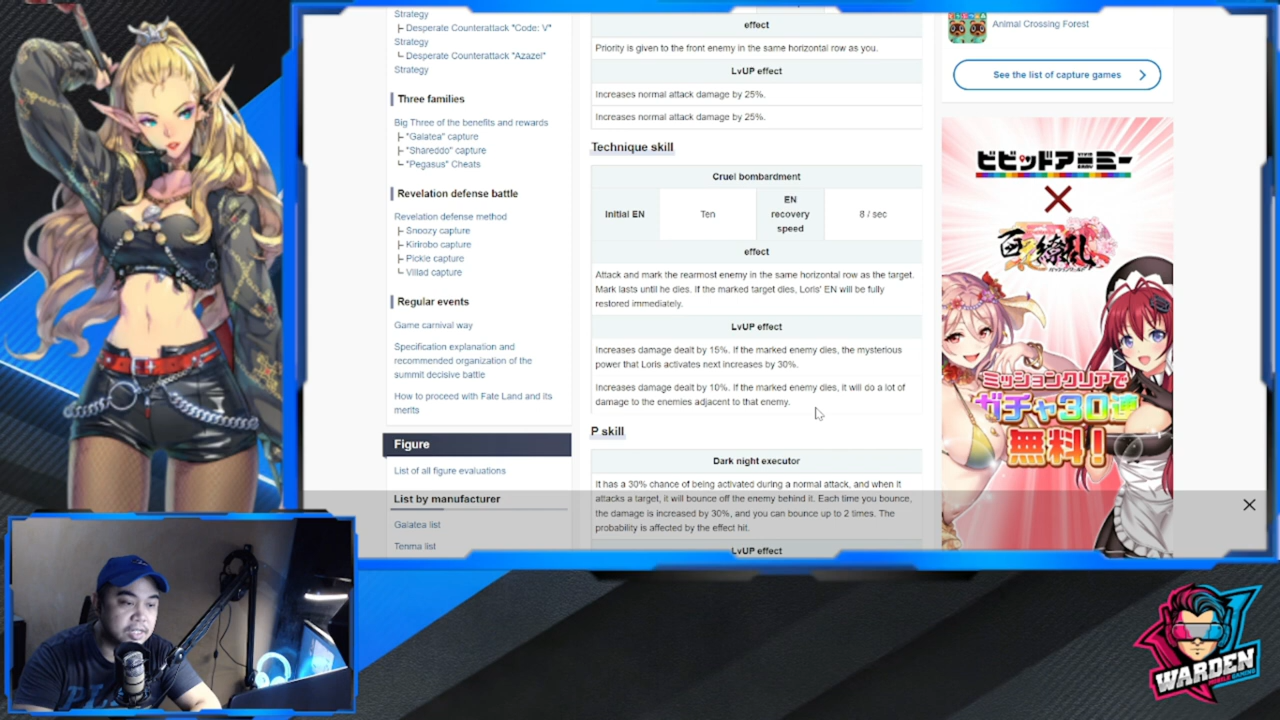 Strategy
├ Desperate Counterattack "Code: V"
Strategy
└ Desperate Counterattack "Azazel"
Strategy
Three families
Big Three of the benefits and rewards
├ "Galatea" capture
├ "Shareddo" capture
└ "Pegasus" Cheats
Revelation defense battle
Revelation defense method
├ Snoozy capture
├ Kirirobo capture
├ Pickie capture
└ Villad capture
Regular events
Game carnival way
Specification explanation and
recommended organization of the
summit decisive battle
How to proceed with Fate Land and its
merits
Figure
List of all figure evaluations
List by manufacturer
Galatea list
Tenma list
effect
Priority is given to the front enemy in the same horizontal row as you.
LvUP effect
Increases normal attack damage by 25%.
Increases normal attack damage by 25%.
Technique skill
Cruel bombardment
Initial EN
Ten
EN
recovery
speed
8 / sec
effect
Attack and mark the rearmost enemy in the same horizontal row as the target.
Mark lasts until he dies. If the marked target dies, Loris' EN will be fully
restored immediately.
LvUP effect
Increases damage dealt by 15%. If the marked enemy dies, the mysterious
power that Loris activates next increases by 30%.
Increases damage dealt by 10%. If the marked enemy dies, it will do a lot of
damage to the enemies adjacent to that enemy.
P skill
Dark night executor
It has a 30% chance of being activated during a normal attack, and when it
attacks a target, it will bounce off the enemy behind it. Each time you bounce,
the damage is increased by 30%, and you can bounce up to 2 times. The
probability is affected by the effect hit.
LvUP effect
Animal Crossing Forest
See the list of capture games
ビビッドアーミー
×
百花繚乱
ミッションクリアで
ガチャ30連
無料！
WARDEN
MOBILE GAMING